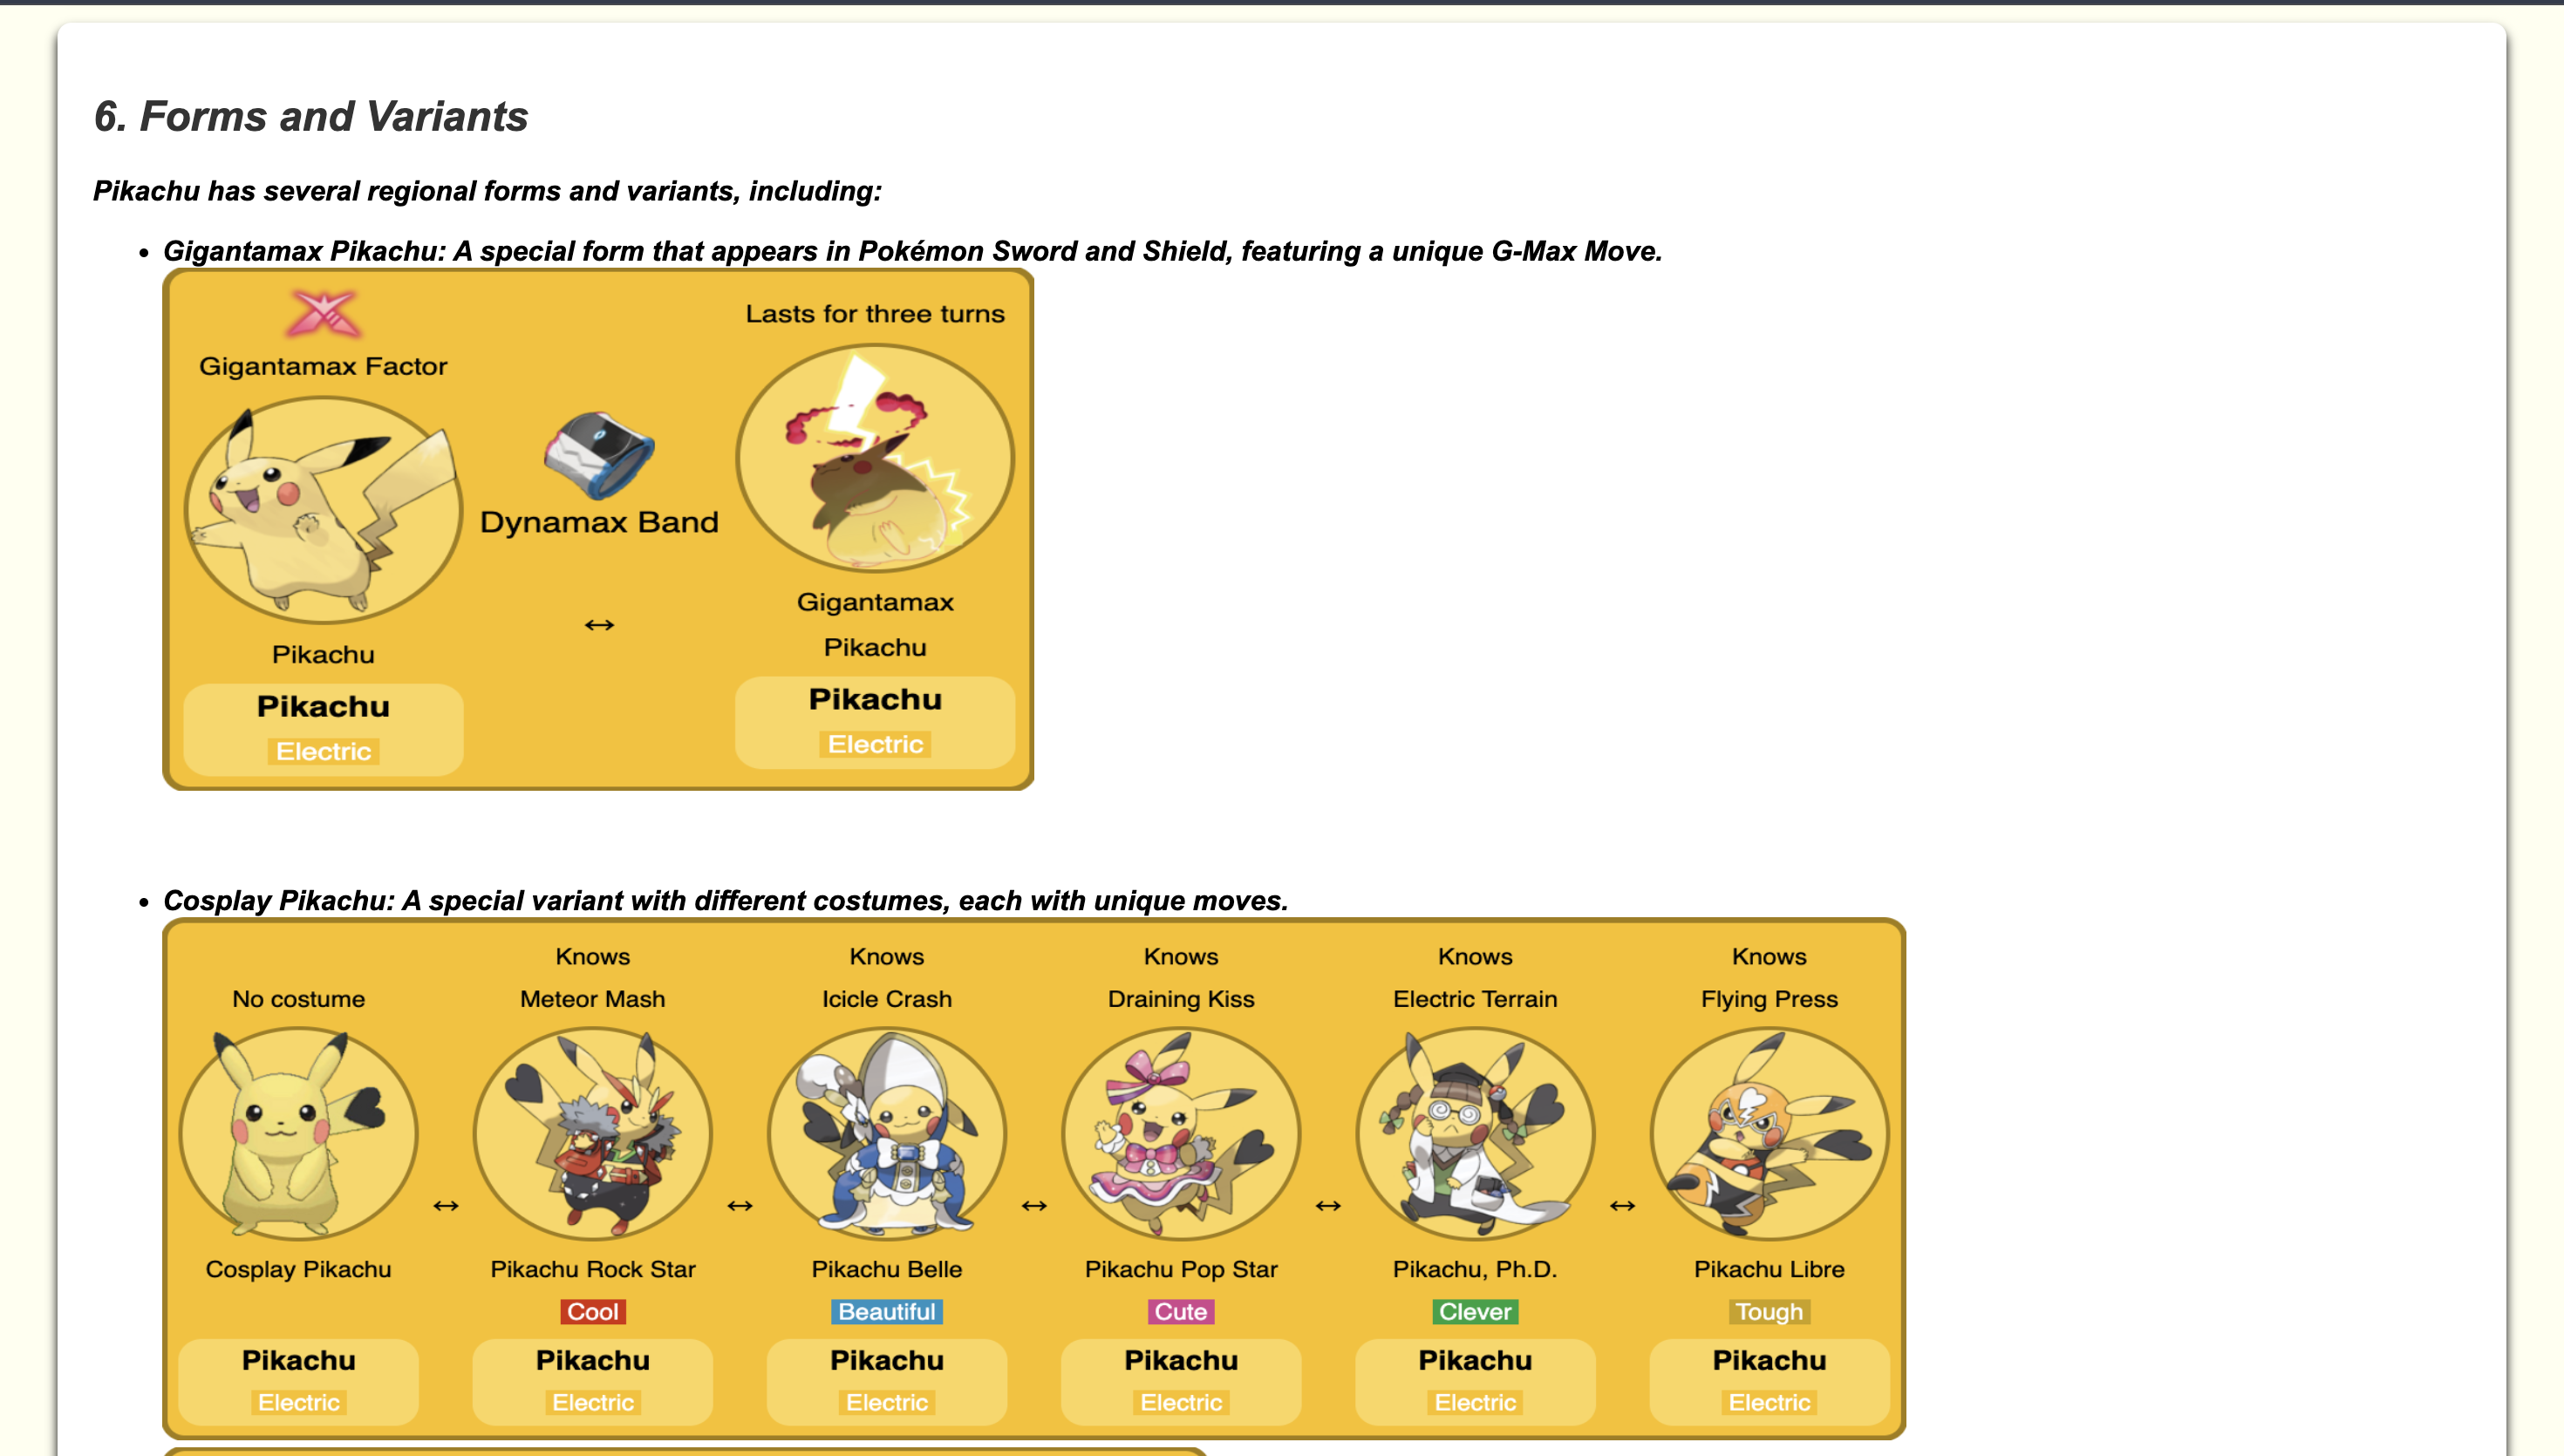 6. Forms and Variants
Pikachu has several regional forms and variants, including:
• Gigantamax Pikachu: A special form that appears in Pokémon Sword and Shield, featuring a unique G-Max Move.
Gigantamax Factor
Pikachu
Pikachu
Electric
Dynamax Band
↔
Lasts for three turns
Gigantamax
Pikachu
Pikachu
Electric
• Cosplay Pikachu: A special variant with different costumes, each with unique moves.
No costume
Cosplay Pikachu
Pikachu
Electric
↔
Knows
Meteor Mash
Pikachu Rock Star
Cool
Pikachu
Electric
↔
Knows
Icicle Crash
Pikachu Belle
Beautiful
Pikachu
Electric
↔
Knows
Draining Kiss
Pikachu Pop Star
Cute
Pikachu
Electric
↔
Knows
Electric Terrain
Pikachu, Ph.D.
Clever
Pikachu
Electric
↔
Knows
Flying Press
Pikachu Libre
Tough
Pikachu
Electric